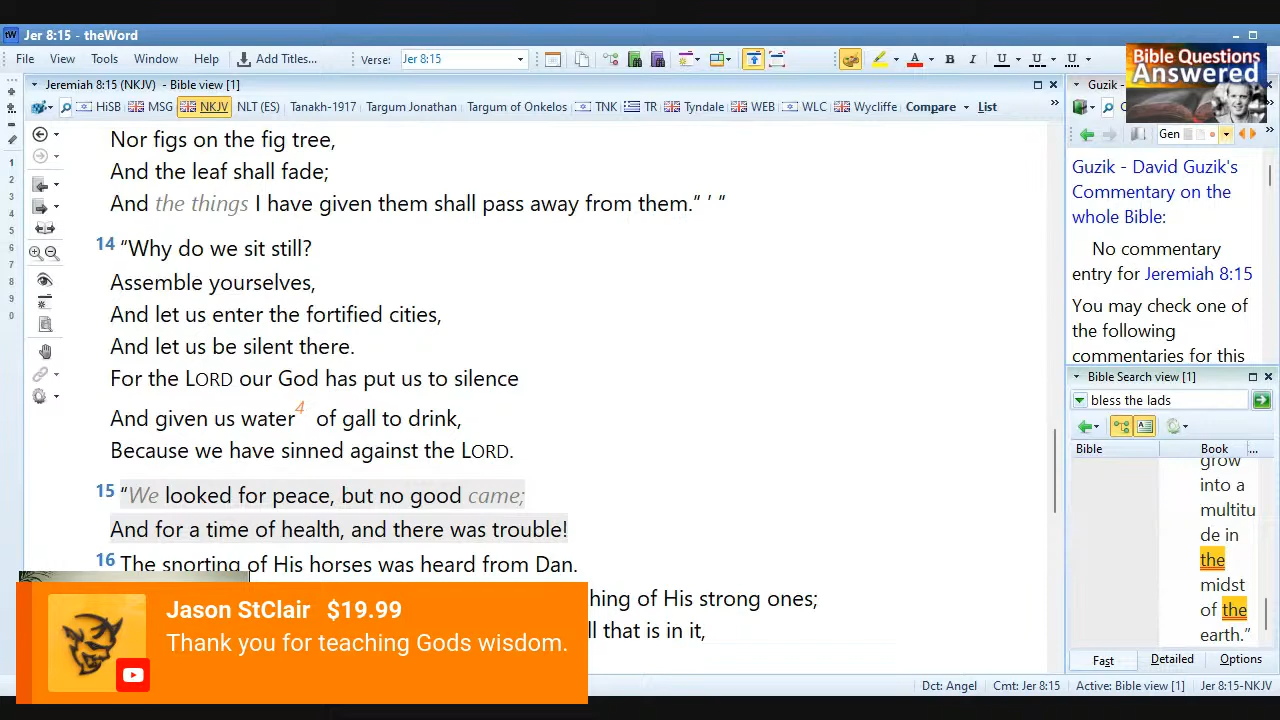 Jer 8:15 - theWord
File View Tools Window Help Add Titles... Verse: Jer 8:15
B I U U U
Bible Questions
Answered
Jeremiah 8:15 (NKJV) - Bible view [1]
HiSB MSG NKJV NLT (ES) Tanakh-1917 Targum Jonathan Targum of Onkelos TNK TR Tyndale WEB WLC Wycliffe Compare List
1
2
3
4
5
6
7
8
9
0
Nor figs on the fig tree,
And the leaf shall fade;
And the things I have given them shall pass away from them.” ’ “
14 “Why do we sit still?
Assemble yourselves,
And let us enter the fortified cities,
And let us be silent there.
For the LORD our God has put us to silence
And given us water4 of gall to drink,
Because we have sinned against the LORD.
15 “We looked for peace, but no good came;
And for a time of health, and there was trouble!
16 The snorting of His horses was heard from Dan.
hing of His strong ones;
ll that is in it,
Jason StClair $19.99
Thank you for teaching Gods wisdom.
Guzik -
Gen
Guzik - David Guzik's
Commentary on the
whole Bible:
No commentary
entry for Jeremiah 8:15
You may check one of
the following
commentaries for this
Bible Search view [1]
bless the lads
Bible Book ...
grow
into a
multitu
de in
the
midst
of the
earth.”
Fast Detailed Options
Dct: Angel Cmt: Jer 8:15 Active: Bible view [1] Jer 8:15-NKJV